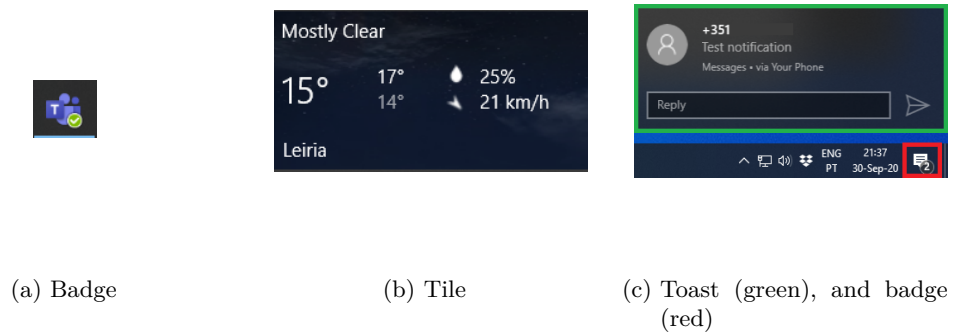 T
Mostly Clear
15°
17°
14°
25%
21 km/h
Leiria
+351
Test notification
Messages • via Your Phone
Reply
ENG
PT
21:37
30-Sep-20
2
(a) Badge
(b) Tile
(c) Toast (green), and badge
(red)